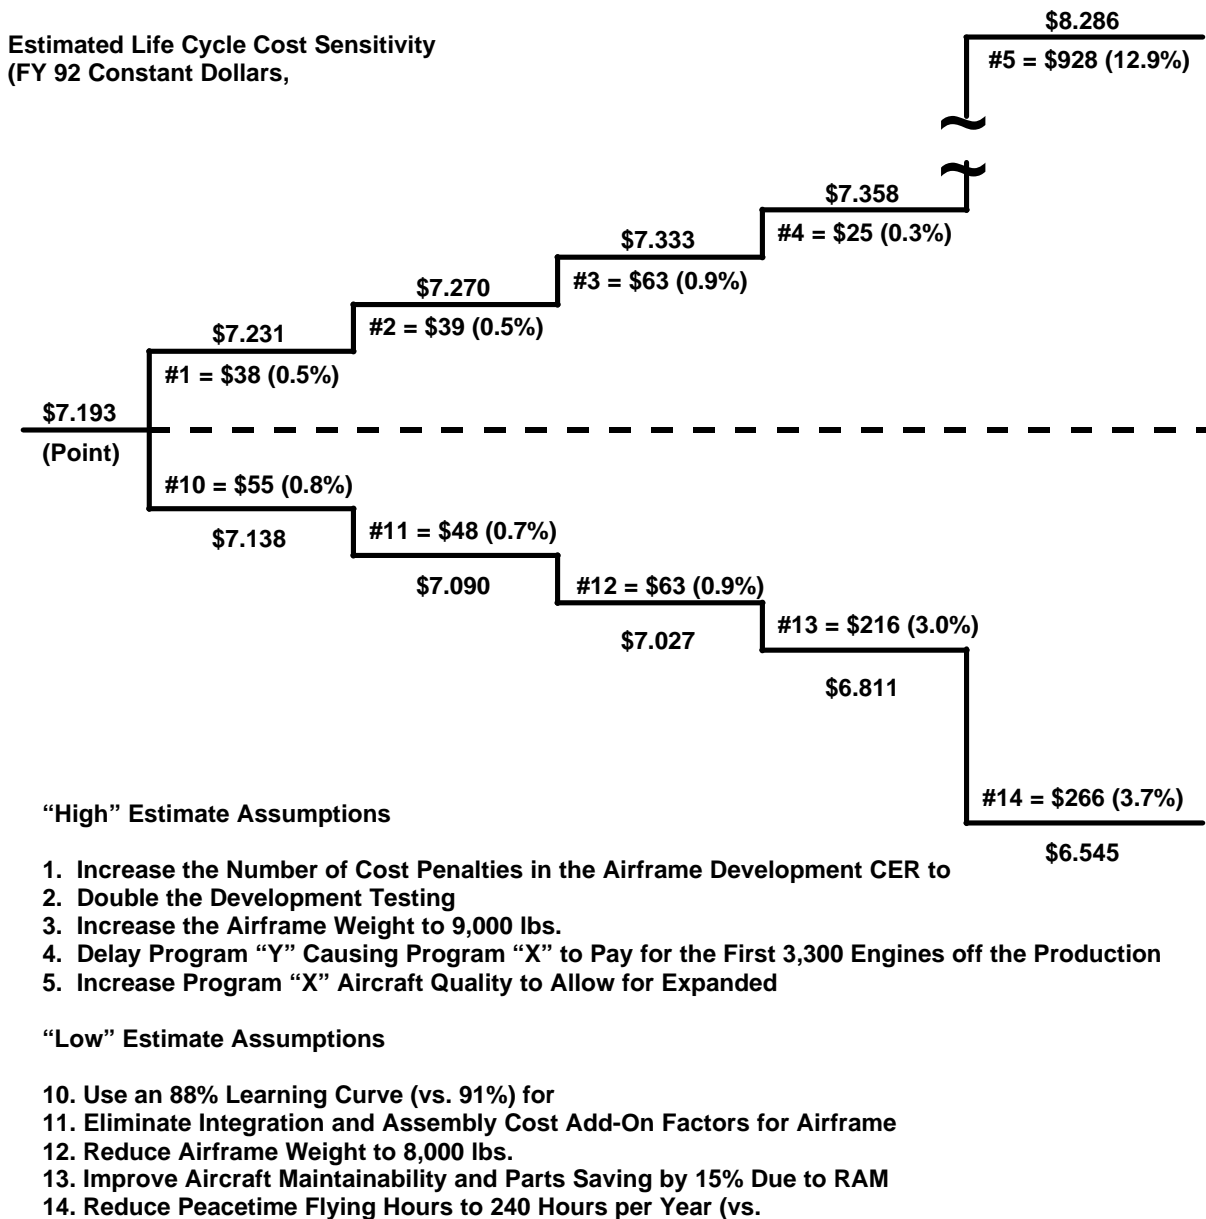 $8.286
Estimated Life Cycle Cost Sensitivity
(FY 92 Constant Dollars,
#5 = $928 (12.9%)
$7.358
#4 = $25 (0.3%)
$7.333
#3 = $63 (0.9%)
$7.270
#2 = $39 (0.5%)
$7.231
#1 = $38 (0.5%)
$7.193
(Point)
#10 = $55 (0.8%)
$7.138
#11 = $48 (0.7%)
$7.090
#12 = $63 (0.9%)
$7.027
#13 = $216 (3.0%)
$6.811
#14 = $266 (3.7%)
$6.545
“High” Estimate Assumptions
1. Increase the Number of Cost Penalties in the Airframe Development CER to
2. Double the Development Testing
3. Increase the Airframe Weight to 9,000 lbs.
4. Delay Program “Y” Causing Program “X” to Pay for the First 3,300 Engines off the Production
5. Increase Program “X” Aircraft Quality to Allow for Expanded
“Low” Estimate Assumptions
10. Use an 88% Learning Curve (vs. 91%) for
11. Eliminate Integration and Assembly Cost Add-On Factors for Airframe
12. Reduce Airframe Weight to 8,000 lbs.
13. Improve Aircraft Maintainability and Parts Saving by 15% Due to RAM
14. Reduce Peacetime Flying Hours to 240 Hours per Year (vs.